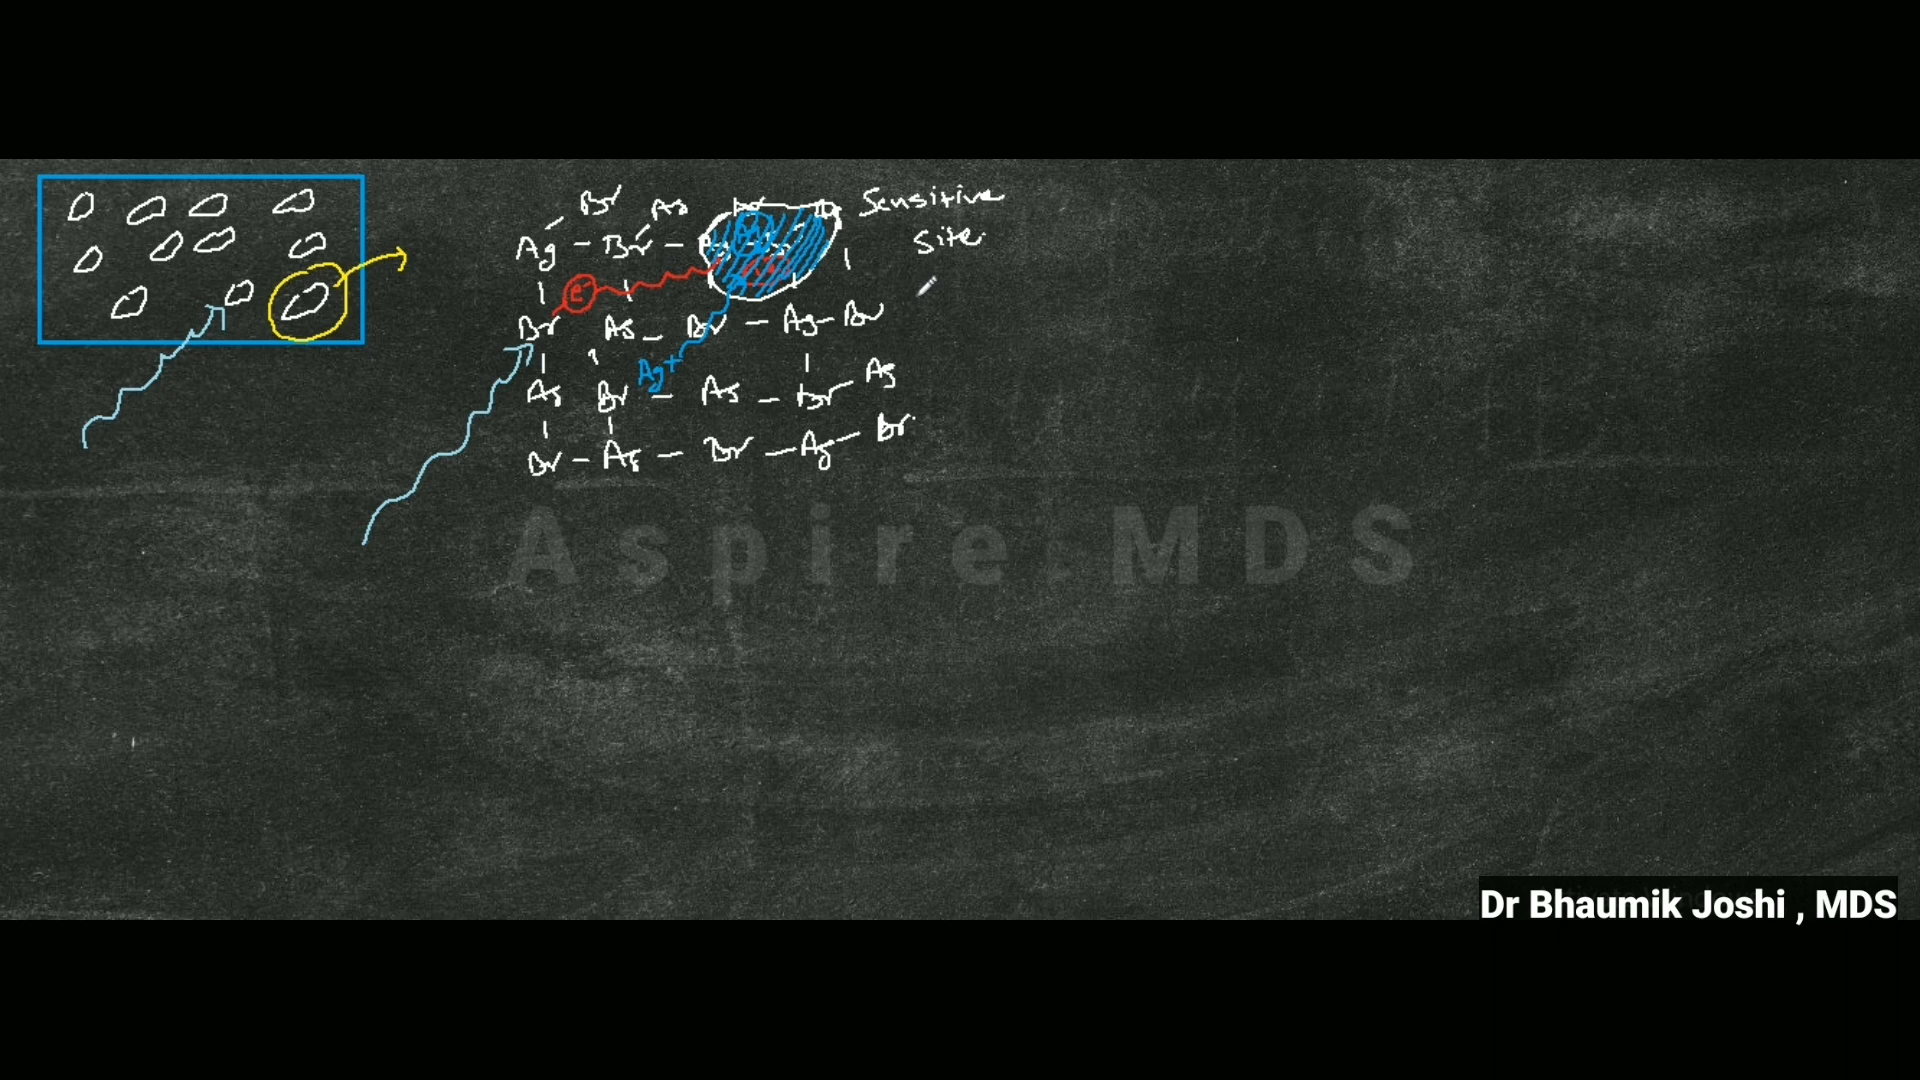 Br Ag
Ag - Br - Ag
Sensitive
Site
e-
Br Ag - Br - Ag - Br
Ag+
Ag Br - Ag - Br Ag
Br - Ag - Br - Ag - Br
Aspire MDS
Dr Bhaumik Joshi , MDS